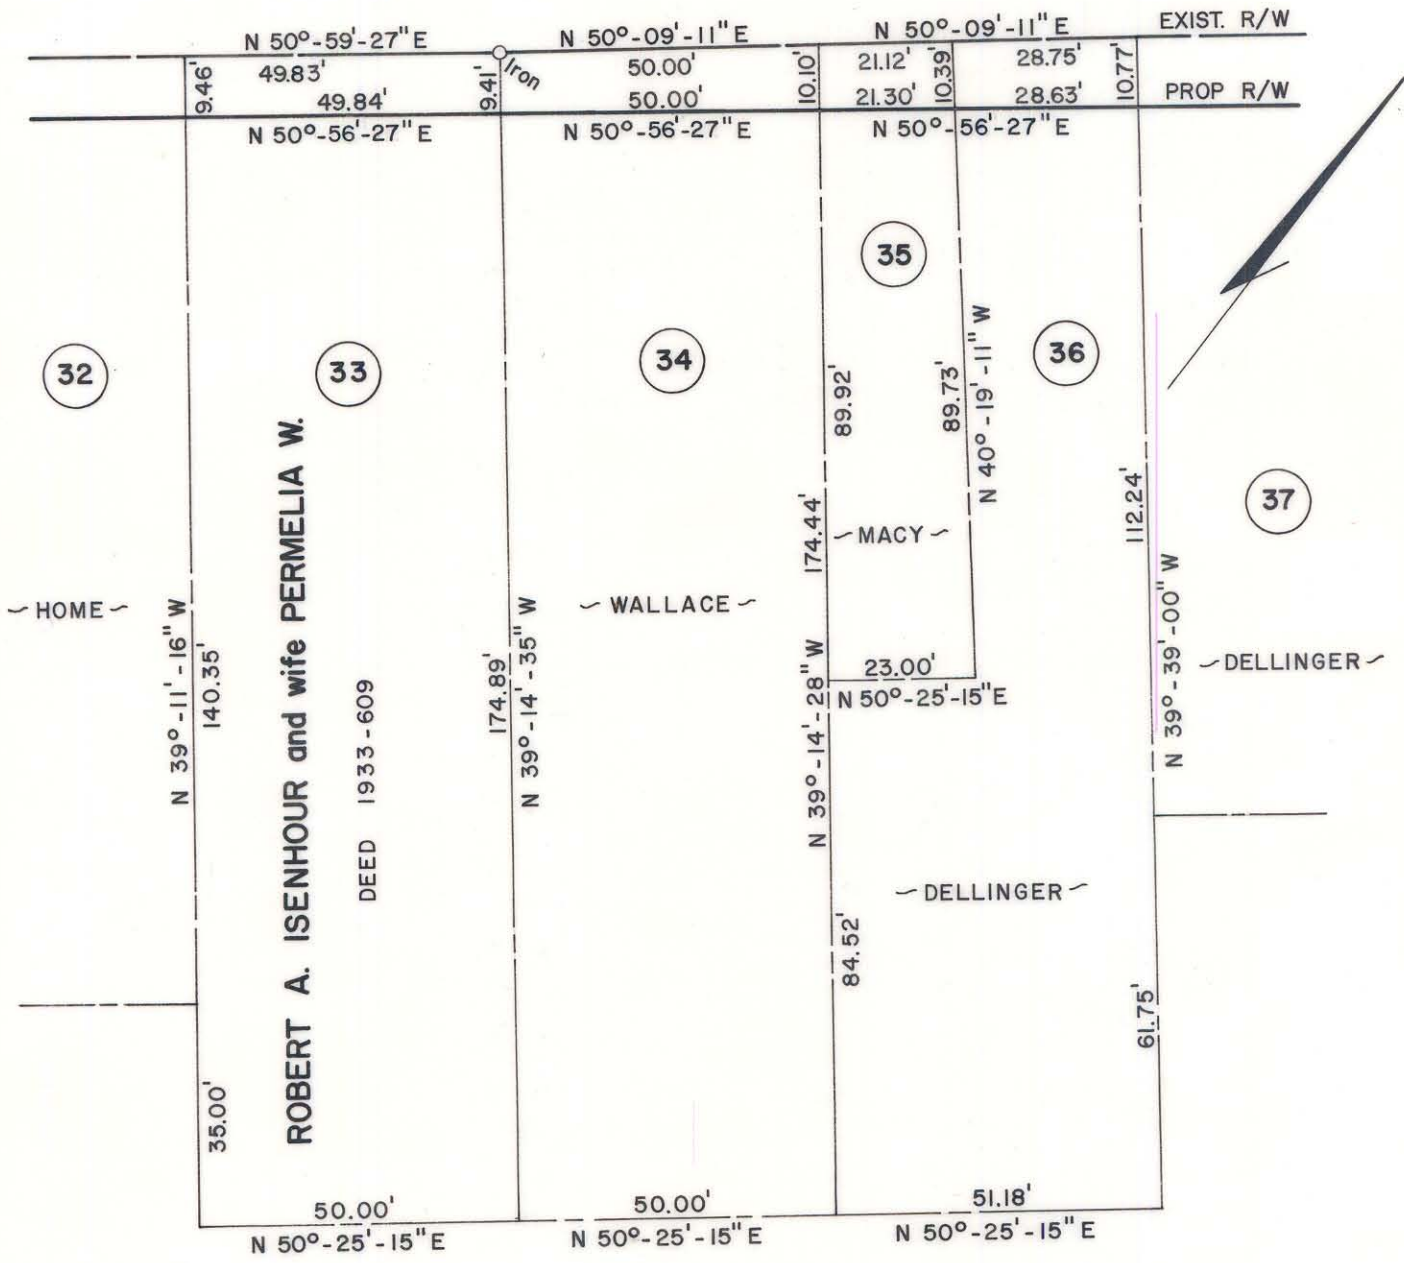 EXIST. R/W
N 50°-59'-27" E
N 50°-09'-11" E
N 50°-09'-11" E
49.83'
Iron
50.00'
21.12'
28.75'
9.46'
9.41'
10.10'
10.39'
10.77'
49.84'
50.00'
21.30'
28.63'
PROP R/W
N 50°-56'-27" E
N 50°-56'-27" E
N 50°-56'-27" E
35
32
33
34
36
37
89.92'
89.73'
N 40°-19'-11" W
112.24'
174.44'
~MACY~
~HOME~
ROBERT A. ISENHOUR and wife PERMELIA W.
DEED 1933-609
~WALLACE~
~DELLINGER~
N 39°-11'-16" W
140.35'
174.89'
N 39°-14'-35" W
N 39°-14'-28" W
23.00'
N 50°-25'-15" E
N 39°-39'-00" W
~DELLINGER~
84.52'
61.75'
35.00'
50.00'
50.00'
51.18'
N 50°-25'-15" E
N 50°-25'-15" E
N 50°-25'-15" E